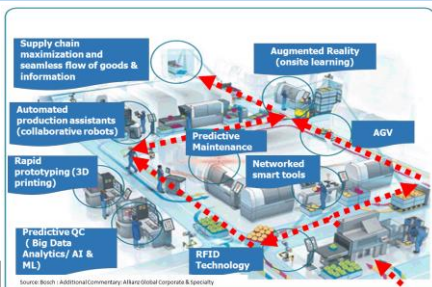 Supply chain
maximization and
seamless flow of goods &
information
Augmented Reality
(onsite learning)
Automated
production assistants
(collaborative robots)
Predictive
Maintenance
AGV
Rapid
prototyping (3D
printing)
Networked
smart tools
Predictive QC
( Big Data
Analytics/ AI &
ML)
RFID
Technology
Source: Bosch : Additional Commentary: Allianz Global Corporate & Specialty